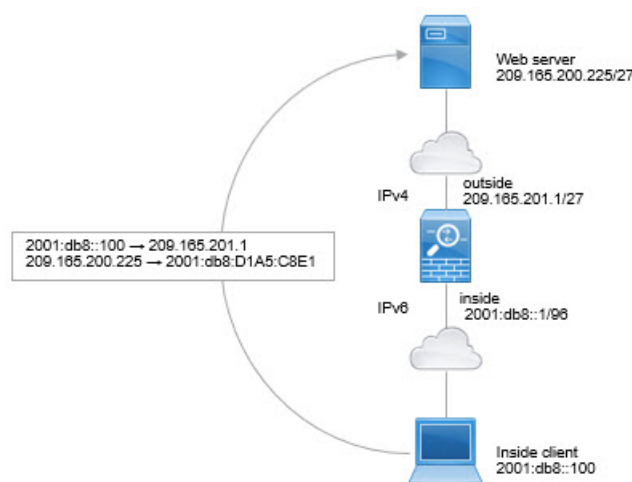 Web server
209.165.200.225/27
outside
IPv4
209.165.201.1/27
2001:db8::100 → 209.165.201.1
209.165.200.225 → 2001:db8:D1A5:C8E1
inside
IPv6
2001:db8::1/96
Inside client
2001:db8::100